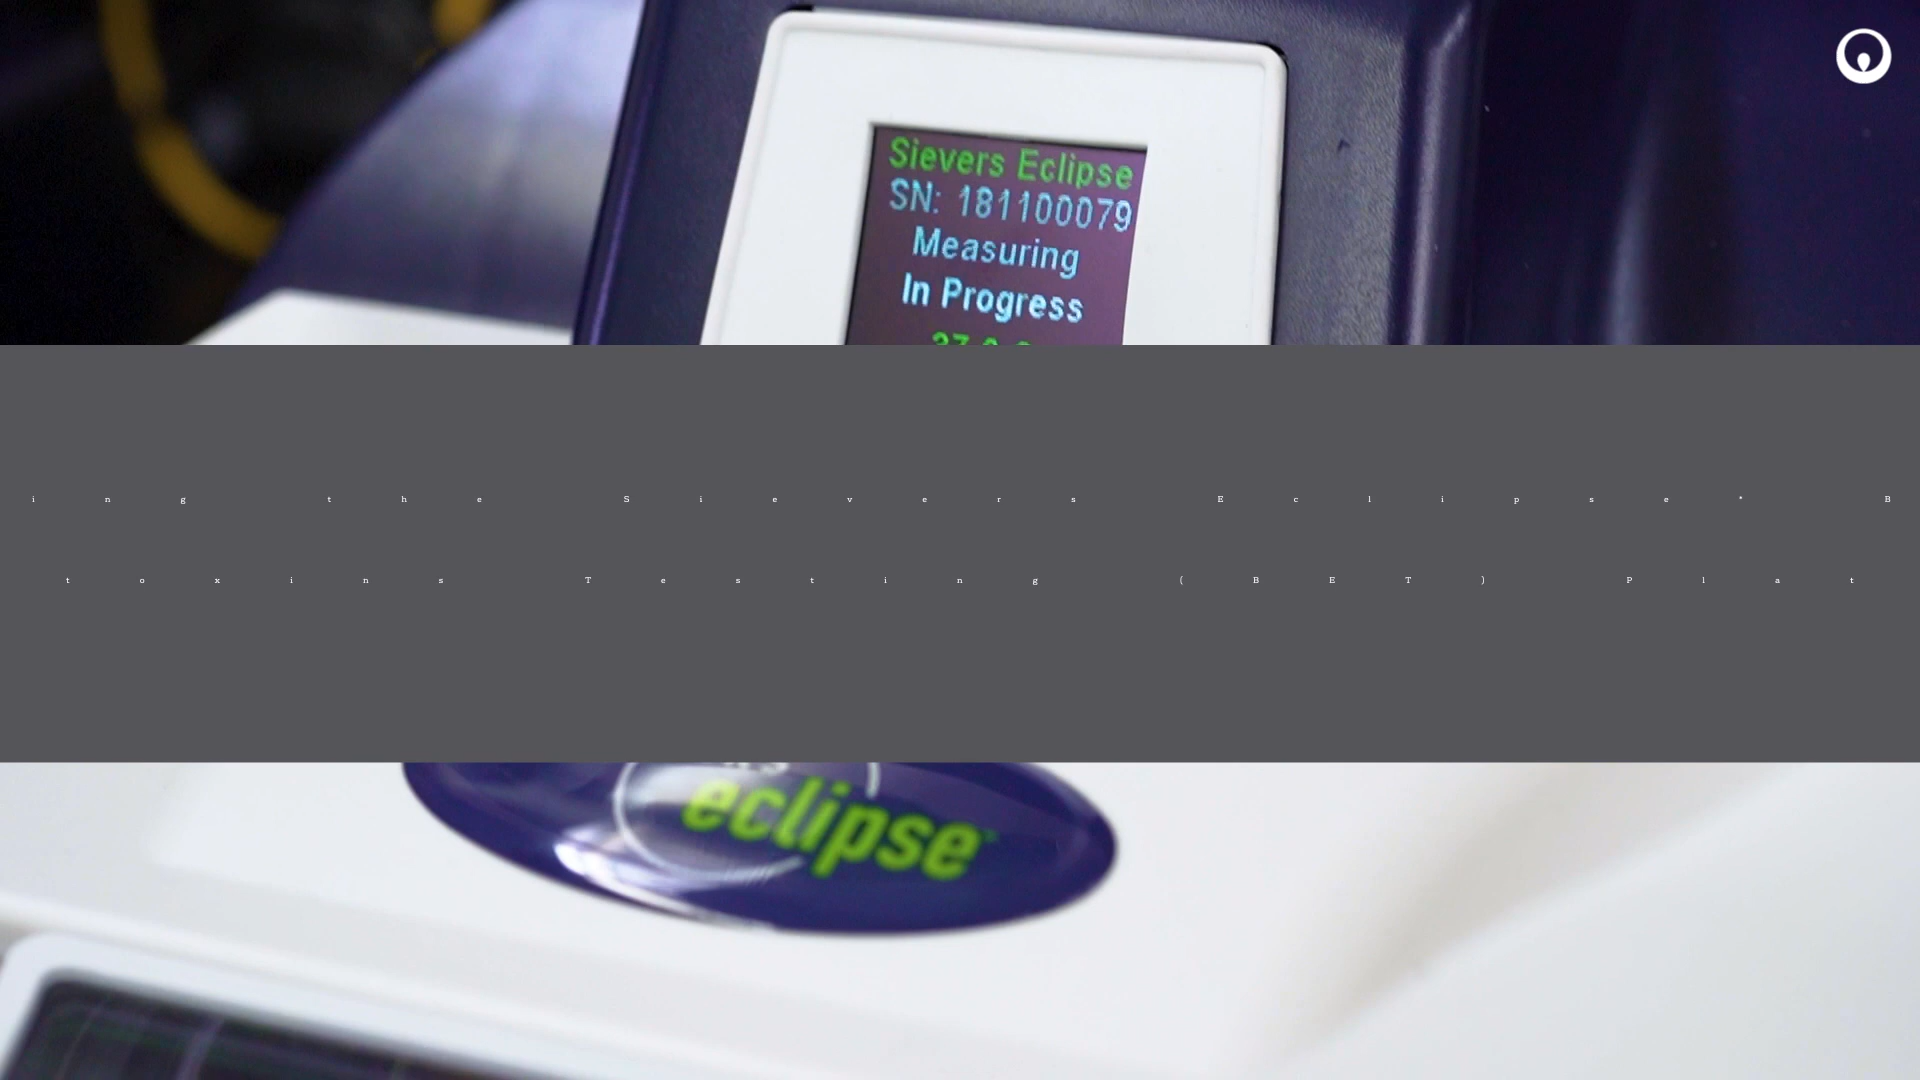 Sievers Eclipse
SN: 181100079
Measuring
In Progress
ing the Sievers Eclipse* B
toxins Testing (BET) Plat
eclipse